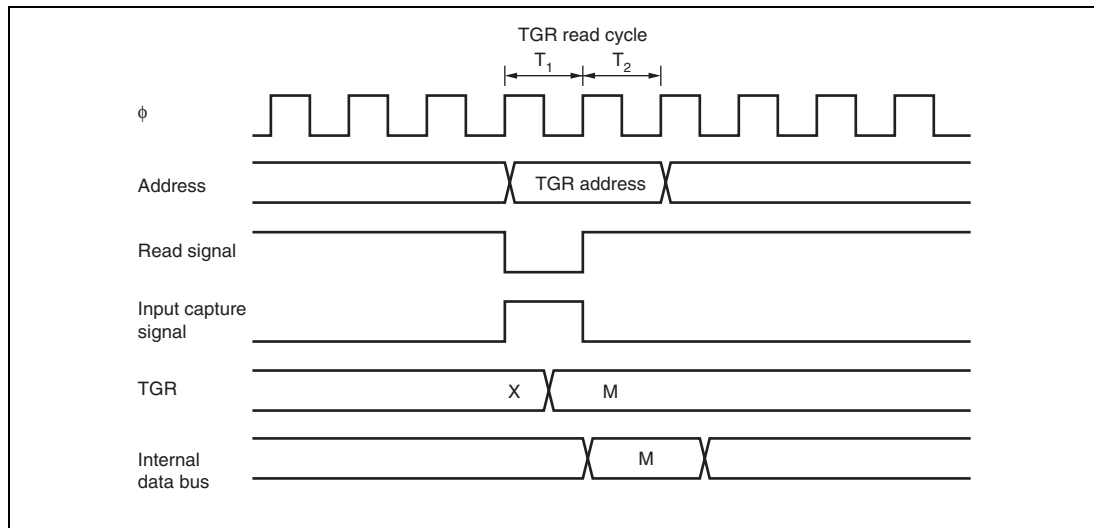 TGR read cycle
T1 T2
ϕ
Address
TGR address
Read signal
Input capture
signal
TGR
X
M
Internal
data bus
M